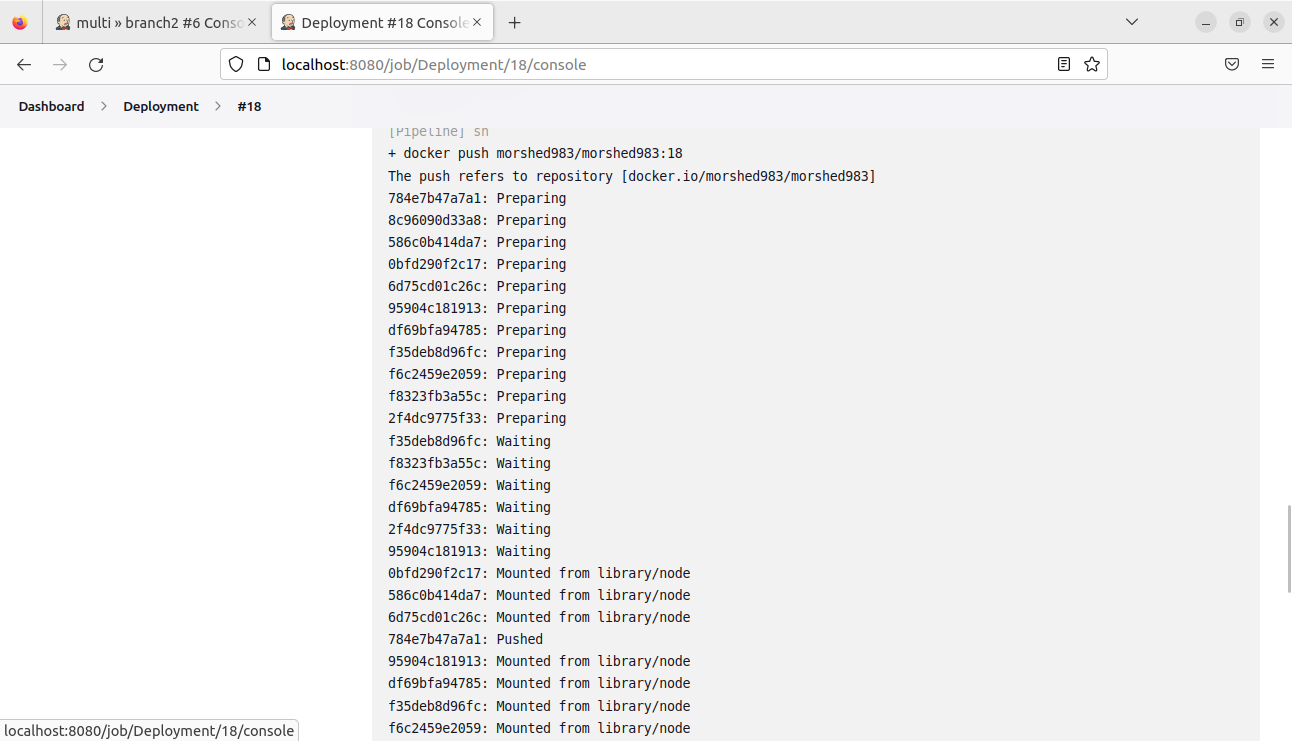 multi » branch2 #6 Conso
Deployment #18 Console
localhost:8080/job/Deployment/18/console
Dashboard > Deployment > #18
[Pipeline] sh
+ docker push morshed983/morshed983:18
The push refers to repository [docker.io/morshed983/morshed983]
784e7b47a7a1: Preparing
8c96090d33a8: Preparing
586c0b414da7: Preparing
0bfd290f2c17: Preparing
6d75cd01c26c: Preparing
95904c181913: Preparing
df69bfa94785: Preparing
f35deb8d96fc: Preparing
f6c2459e2059: Preparing
f8323fb3a55c: Preparing
2f4dc9775f33: Preparing
f35deb8d96fc: Waiting
f8323fb3a55c: Waiting
f6c2459e2059: Waiting
df69bfa94785: Waiting
2f4dc9775f33: Waiting
95904c181913: Waiting
0bfd290f2c17: Mounted from library/node
586c0b414da7: Mounted from library/node
6d75cd01c26c: Mounted from library/node
784e7b47a7a1: Pushed
95904c181913: Mounted from library/node
df69bfa94785: Mounted from library/node
f35deb8d96fc: Mounted from library/node
f6c2459e2059: Mounted from library/node
localhost:8080/job/Deployment/18/console